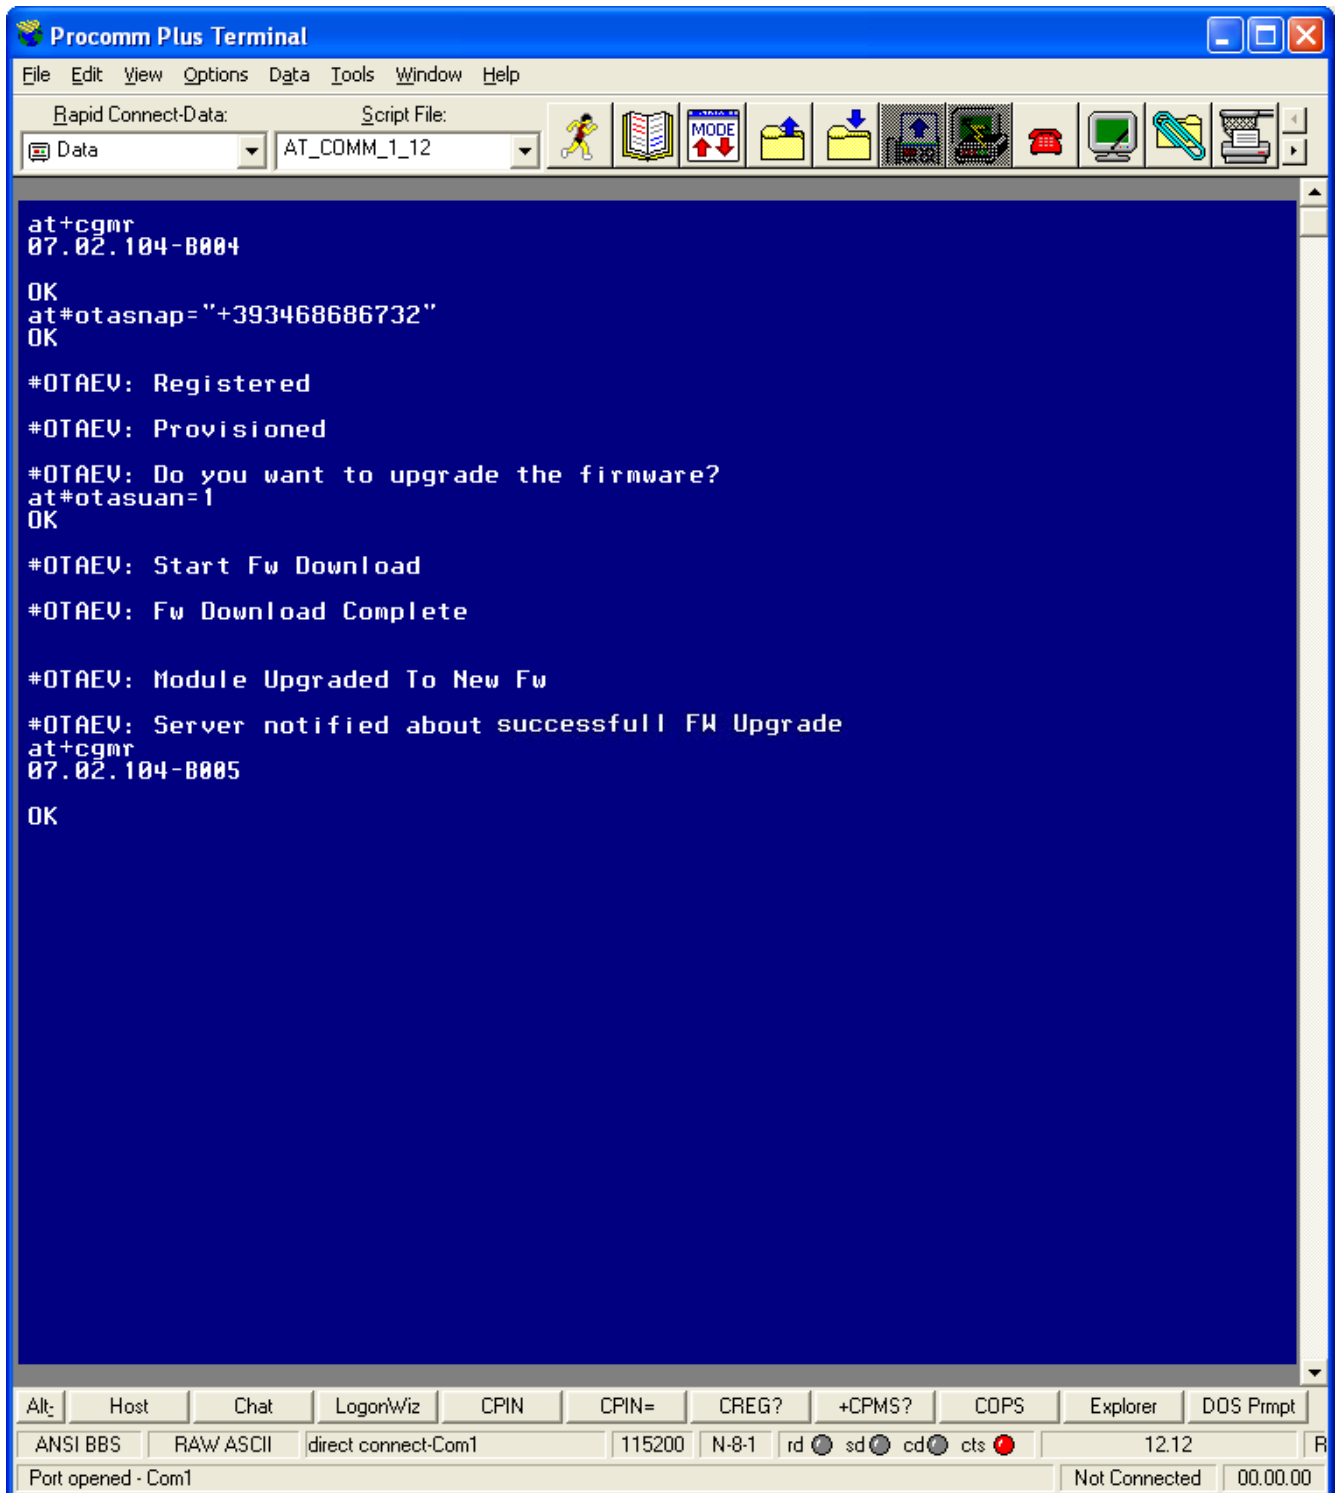 Procomm Plus Terminal
File Edit View Options Data Tools Window Help
Rapid Connect-Data: Script File:
Data AT_COMM_1_12 MODE
at+cgmr
07.02.104-B004
OK
at#otasnap="+393468686732"
OK
#OTAEV: Registered
#OTAEV: Provisioned
#OTAEV: Do you want to upgrade the firmware?
at#otasuan=1
OK
#OTAEV: Start Fw Download
#OTAEV: Fw Download Complete
#OTAEV: Module Upgraded To New Fw
#OTAEV: Server notified about successfull FW Upgrade
at+cgmr
07.02.104-B005
OK
Alt: Host Chat LogonWiz CPIN CPIN= CREG? +CPMS? COPS Explorer DOS Prmpt
ANSI BBS RAW ASCII direct connect-Com1 115200 N-8-1 rd sd cd cts 12.12 R
Port opened - Com1 Not Connected 00.00.00